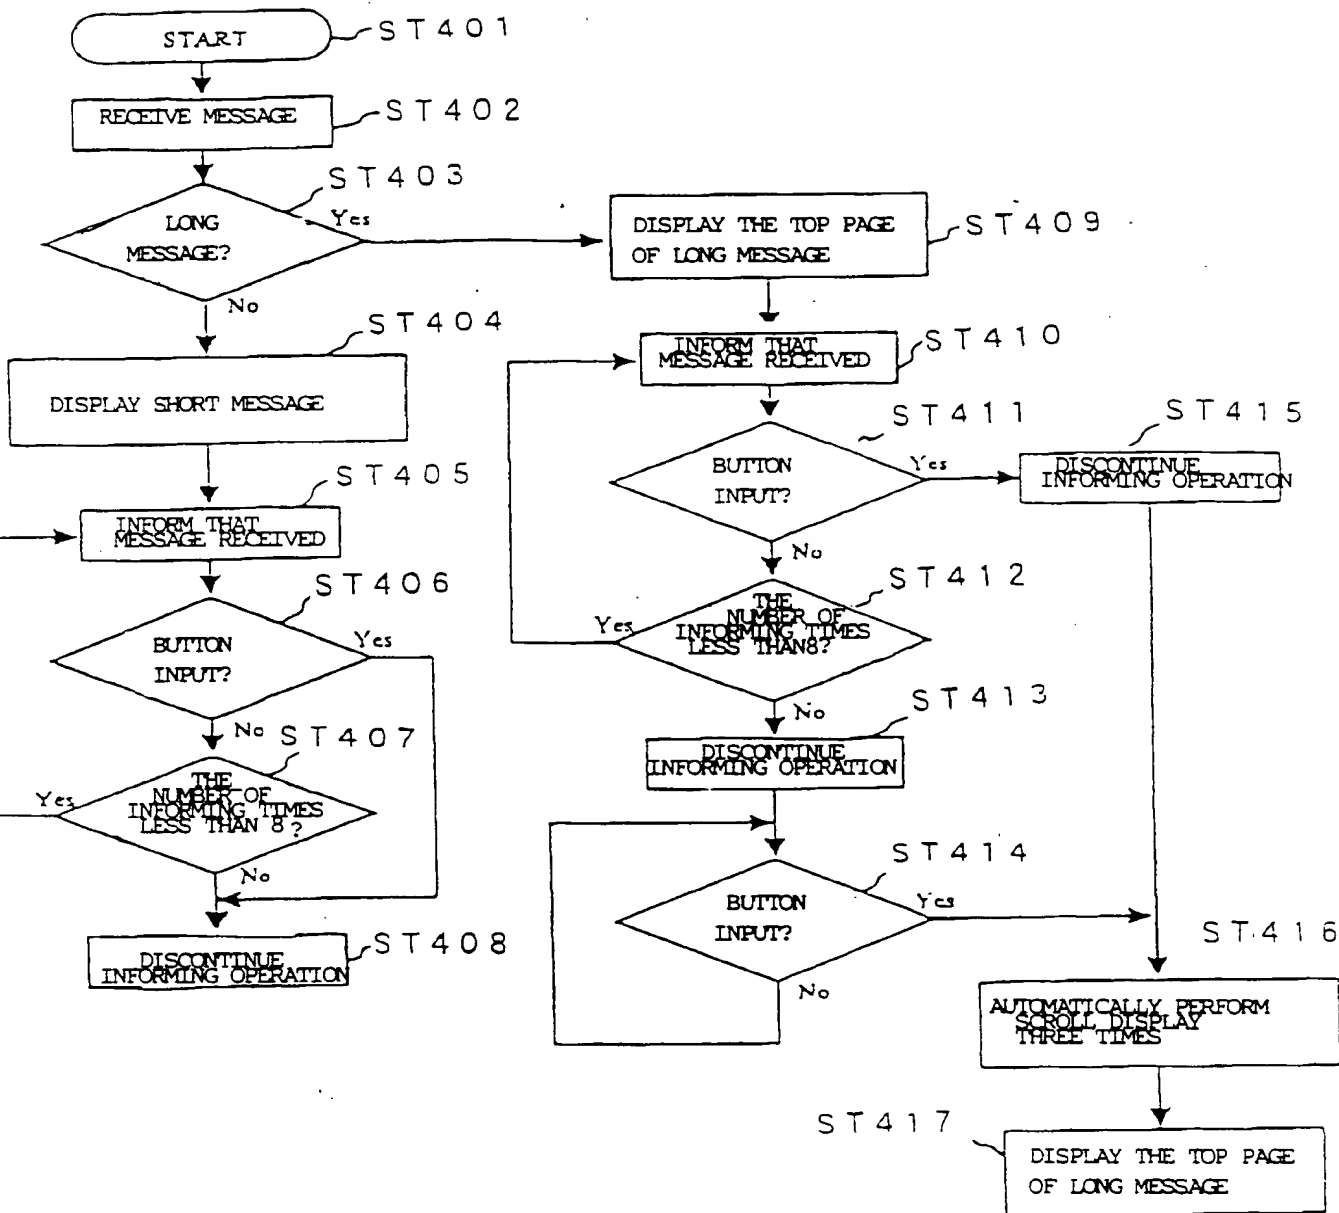 START
ST401
RECEIVE MESSAGE
ST402
ST403
LONG
MESSAGE?
Yes
No
ST404
DISPLAY SHORT MESSAGE
ST405
INFORM THAT
MESSAGE RECEIVED
ST406
BUTTON
INPUT?
Yes
No
ST407
THE
NUMBER OF
INFORMING TIMES
LESS THAN 8?
Yes
No
ST408
DISCONTINUE
INFORMING OPERATION
DISPLAY THE TOP PAGE
OF LONG MESSAGE
ST409
INFORM THAT
MESSAGE RECEIVED
ST410
ST411
BUTTON
INPUT?
Yes
No
ST415
DISCONTINUE
INFORMING OPERATION
ST412
THE
NUMBER OF
INFORMING TIMES
LESS THAN8?
Yes
No
ST413
DISCONTINUE
INFORMING OPERATION
ST414
BUTTON
INPUT?
Yes
No
ST416
AUTOMATICALLY PERFORM
SCROLL DISPLAY
THREE TIMES
ST417
DISPLAY THE TOP PAGE
OF LONG MESSAGE